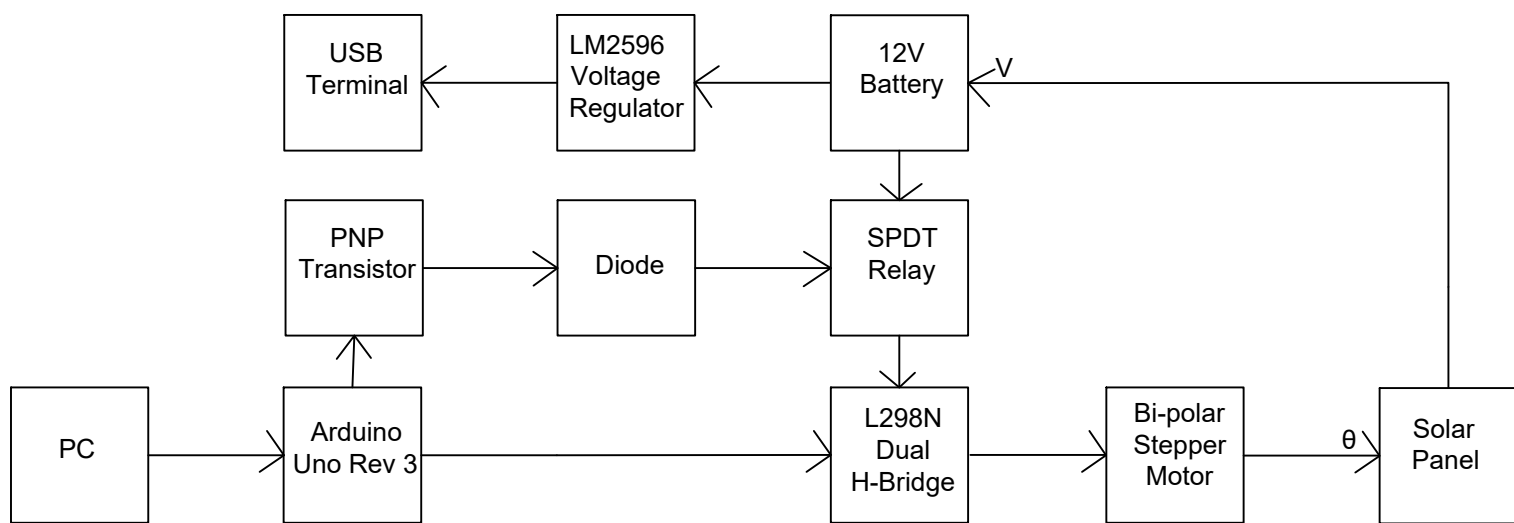 USB
Terminal
LM2596
Voltage
Regulator
12V
Battery
V
PNP
Transistor
Diode
SPDT
Relay
PC
Arduino
Uno Rev 3
L298N
Dual
H-Bridge
Bi-polar
Stepper
Motor
θ
Solar
Panel